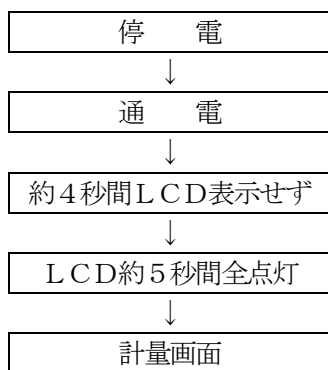 停　　電
↓
通　　電
↓
約４秒間ＬＣＤ表示せず
↓
ＬＣＤ約５秒間全点灯
↓
計量画面